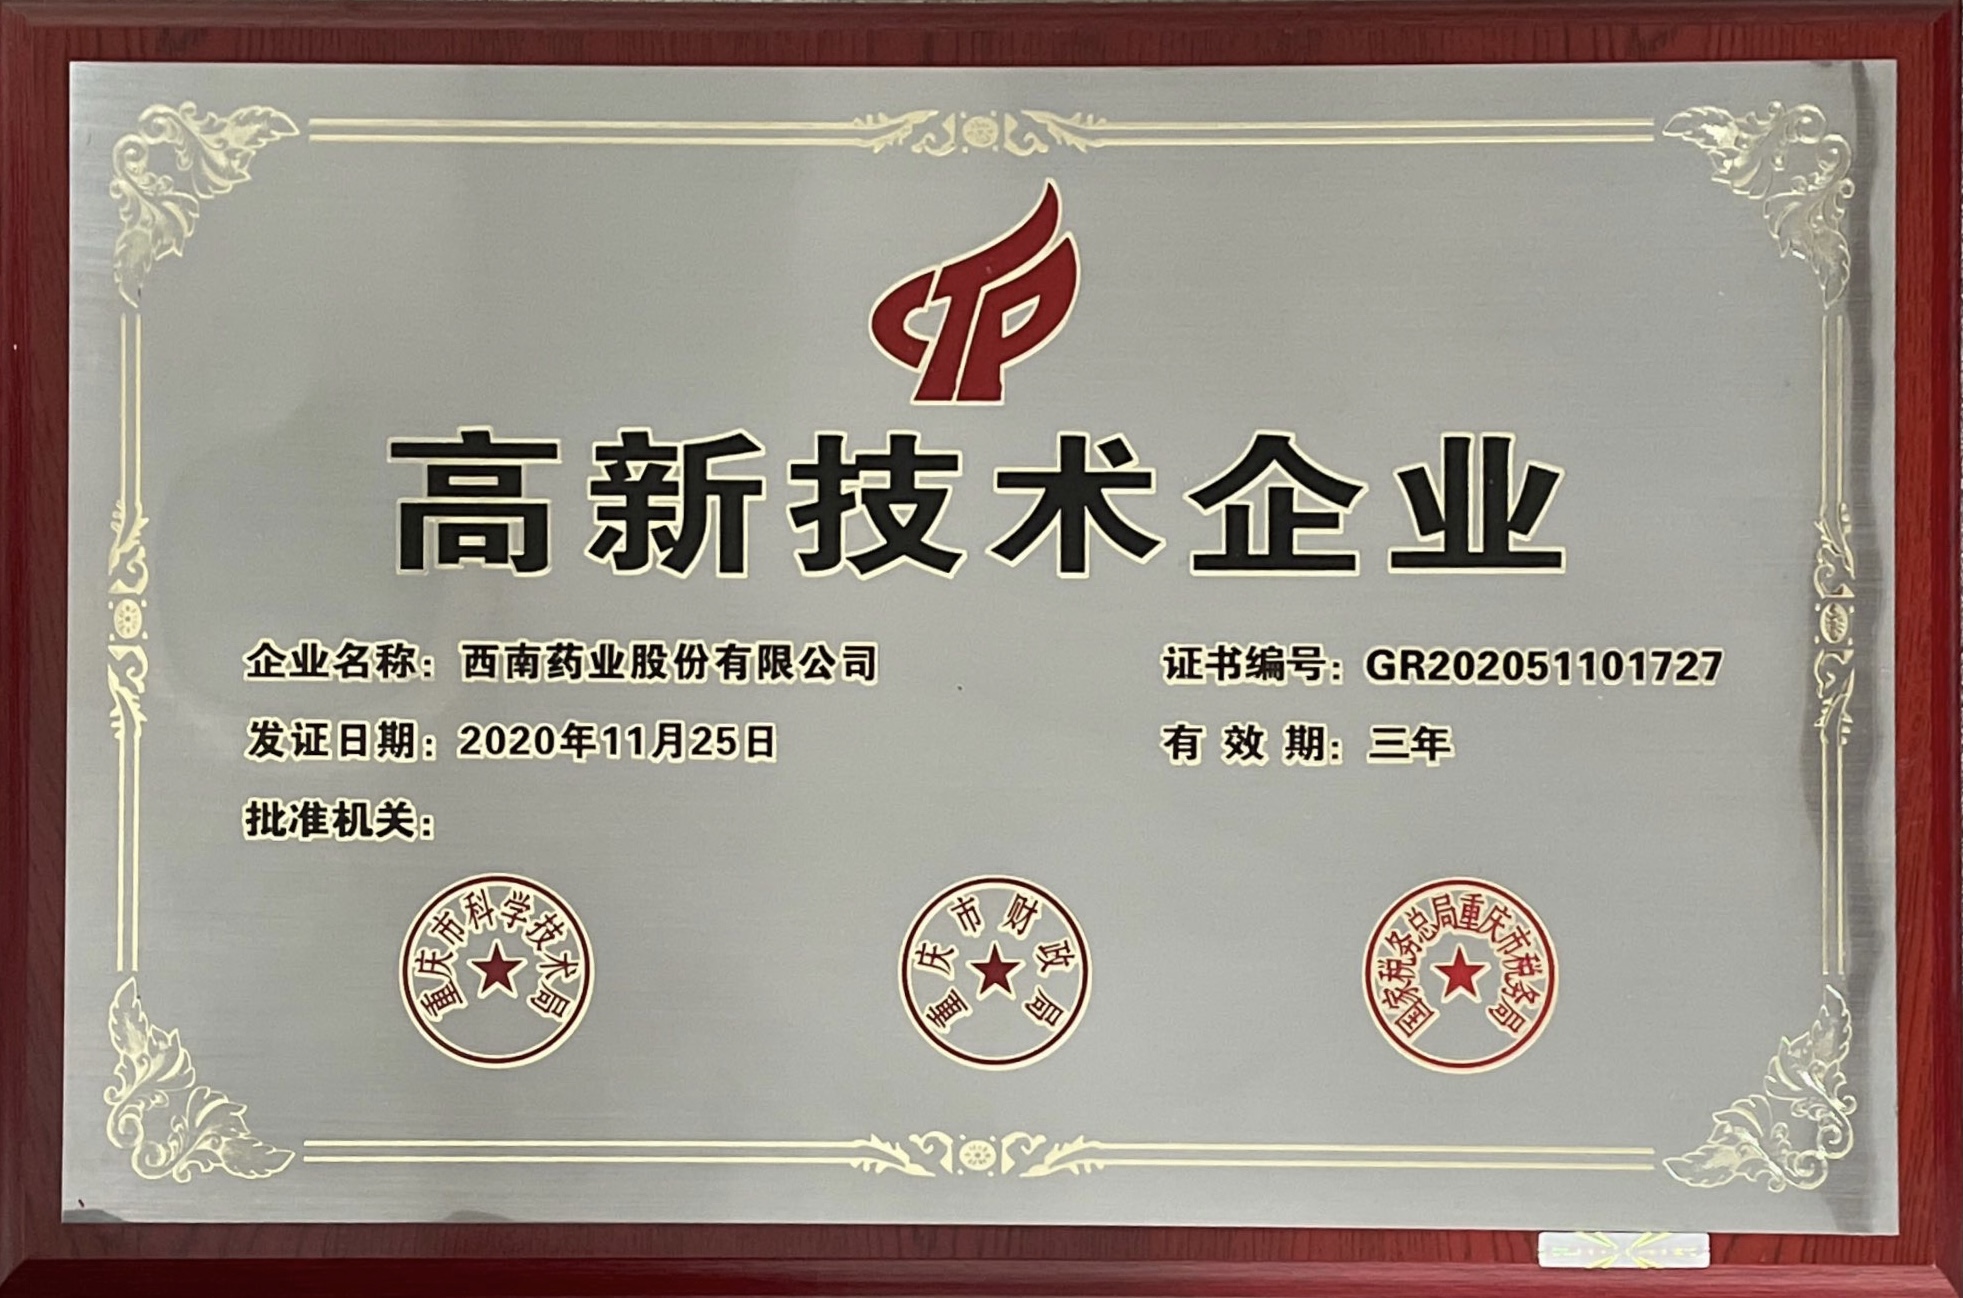 CTP
高新技术企业
企业名称：西南药业股份有限公司
证书编号：GR202051101727
发证日期：2020年11月25日
有 效 期：三年
批准机关：
重庆市科学技术局
重庆市财政局
国家税务总局重庆市税务局